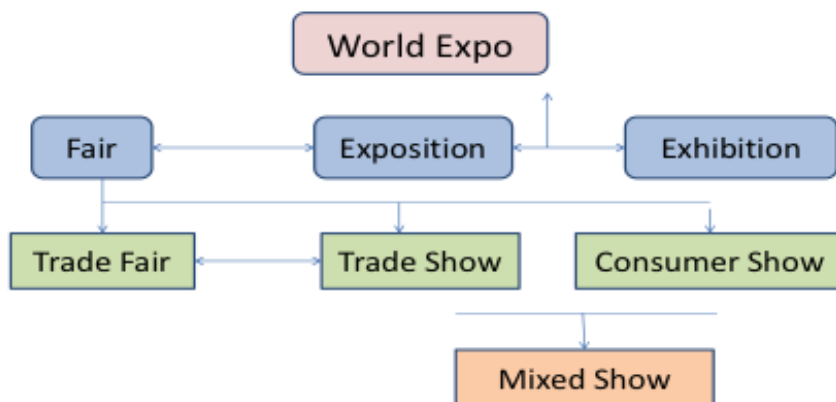 World Expo
Fair
Exposition
Exhibition
Trade Fair
Trade Show
Consumer Show
Mixed Show